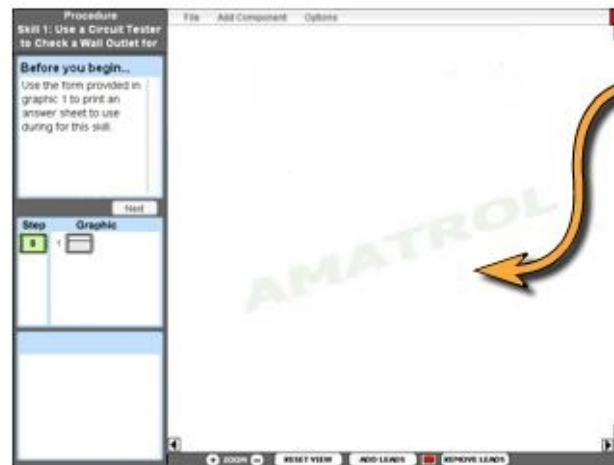 Procedure
Skill 1: Use a Circuit Tester
to Check a Wall Outlet for
File Add Component Options
Before you begin...
Use the form provided in
graphic 1 to print an
answer sheet to use
during for this skill.
Next
Step Graphic
0 1
AMATROL
+ ZOOM − RESET VIEW ADD LEADS REMOVE LEADS